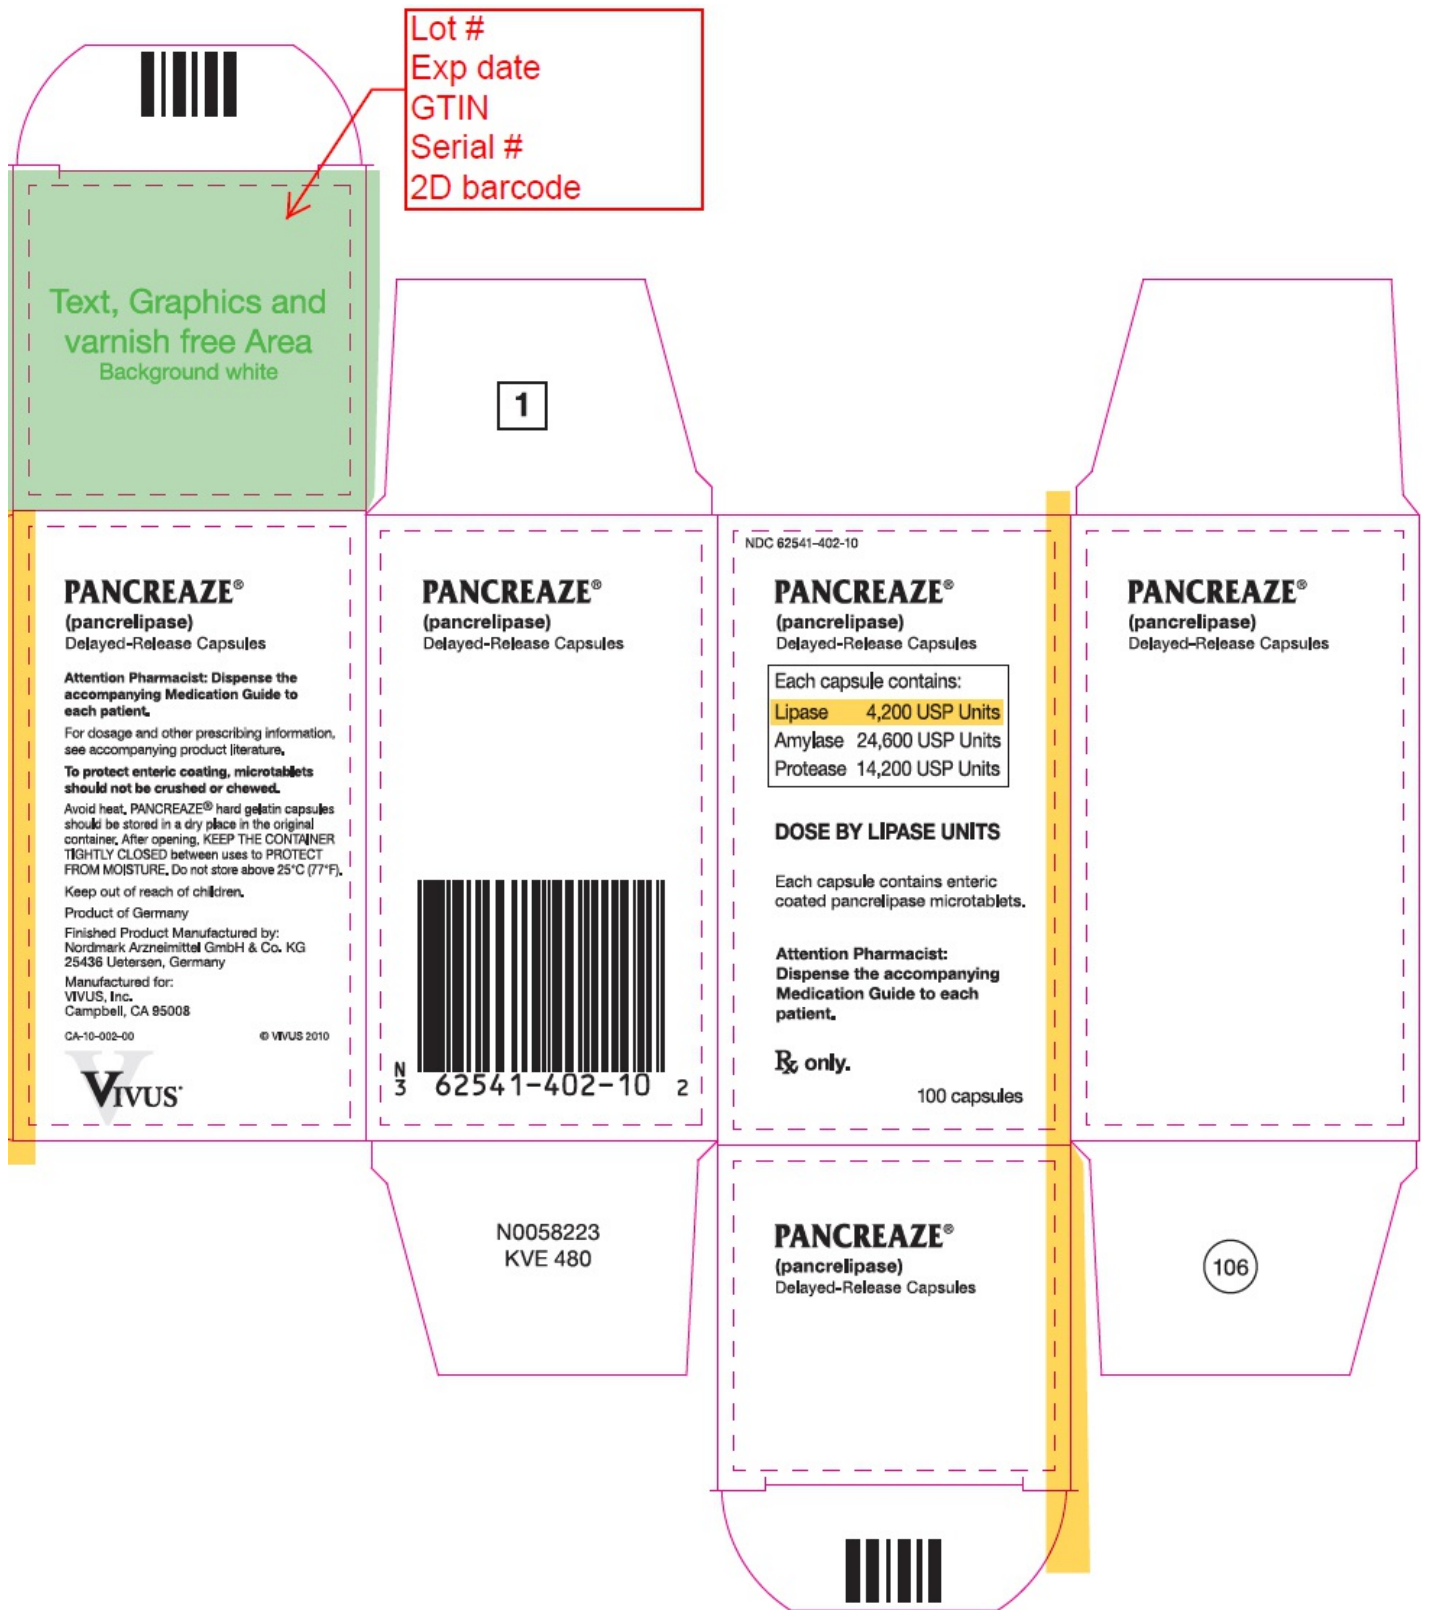 Lot #
Exp date
GTIN
Serial #
2D barcode
Text, Graphics and
varnish free Area
Background white
1
PANCREAZE®
(pancrelipase)
Delayed-Release Capsules
Attention Pharmacist: Dispense the
accompanying Medication Guide to
each patient.
For dosage and other prescribing information,
see accompanying product literature.
To protect enteric coating, microtablets
should not be crushed or chewed.
Avoid heat. PANCREAZE® hard gelatin capsules
should be stored in a dry place in the original
container. After opening, KEEP THE CONTAINER
TIGHTLY CLOSED between uses to PROTECT
FROM MOISTURE. Do not store above 25°C (77°F).
Keep out of reach of children.
Product of Germany
Finished Product Manufactured by:
Nordmark Arzneimittel GmbH & Co. KG
25436 Uetersen, Germany
Manufactured for:
VIVUS, Inc.
Campbell, CA 95008
CA-10-002-00 © VIVUS 2010
VIVUS
PANCREAZE®
(pancrelipase)
Delayed-Release Capsules
N
3 62541-402-10 2
NDC 62541-402-10
PANCREAZE®
(pancrelipase)
Delayed-Release Capsules
Each capsule contains:
Lipase 4,200 USP Units
Amylase 24,600 USP Units
Protease 14,200 USP Units
DOSE BY LIPASE UNITS
Each capsule contains enteric
coated pancrelipase microtablets.
Attention Pharmacist:
Dispense the accompanying
Medication Guide to each
patient.
Rx only.
100 capsules
PANCREAZE®
(pancrelipase)
Delayed-Release Capsules
N0058223
KVE 480
PANCREAZE®
(pancrelipase)
Delayed-Release Capsules
106